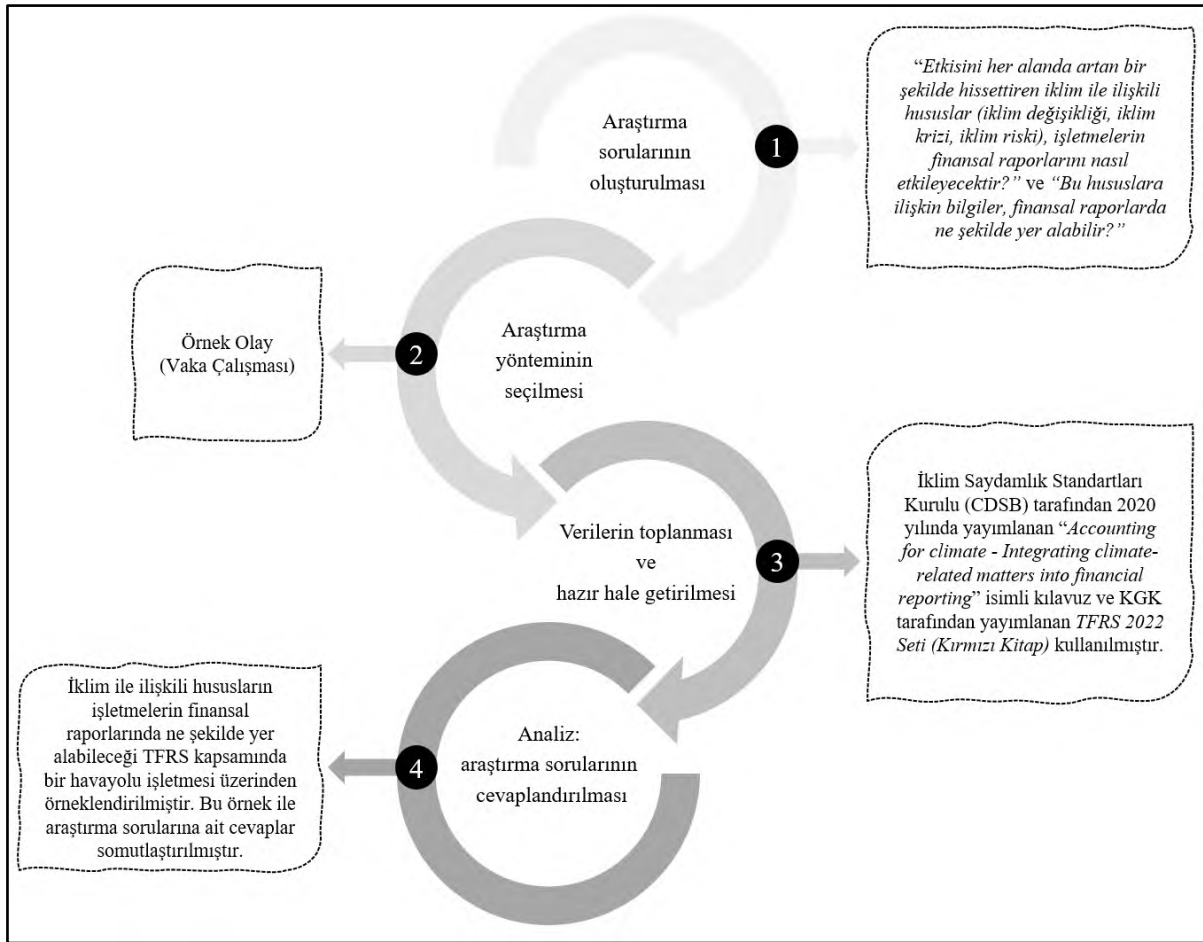 Araştırma
sorularının
oluşturulması
1
“Etkisini her alanda artan bir
şekilde hissettiren iklim ile ilişkili
hususlar (iklim değişikliği, iklim
krizi, iklim riski), işletmelerin
finansal raporlarını nasıl
etkileyecektir?” ve “Bu hususlara
ilişkin bilgiler, finansal raporlarda
ne şekilde yer alabilir?”
Araştırma
yönteminin
seçilmesi
2
Örnek Olay
(Vaka Çalışması)
Verilerin toplanması
ve
hazır hale getirilmesi
3
İklim Saydamlık Standartları
Kurulu (CDSB) tarafından 2020
yılında yayımlanan “Accounting
for climate - Integrating climate-
related matters into financial
reporting” isimli kılavuz ve KGK
tarafından yayımlanan TFRS 2022
Seti (Kırmızı Kitap) kullanılmıştır.
Analiz:
araştırma sorularının
cevaplandırılması
4
İklim ile ilişkili hususların
işletmelerin finansal
raporlarında ne şekilde yer
alabileceği TFRS kapsamında
bir havayolu işletmesi üzerinden
örneklendirilmiştir. Bu örnek ile
araştırma sorularına ait cevaplar
somutlaştırılmıştır.